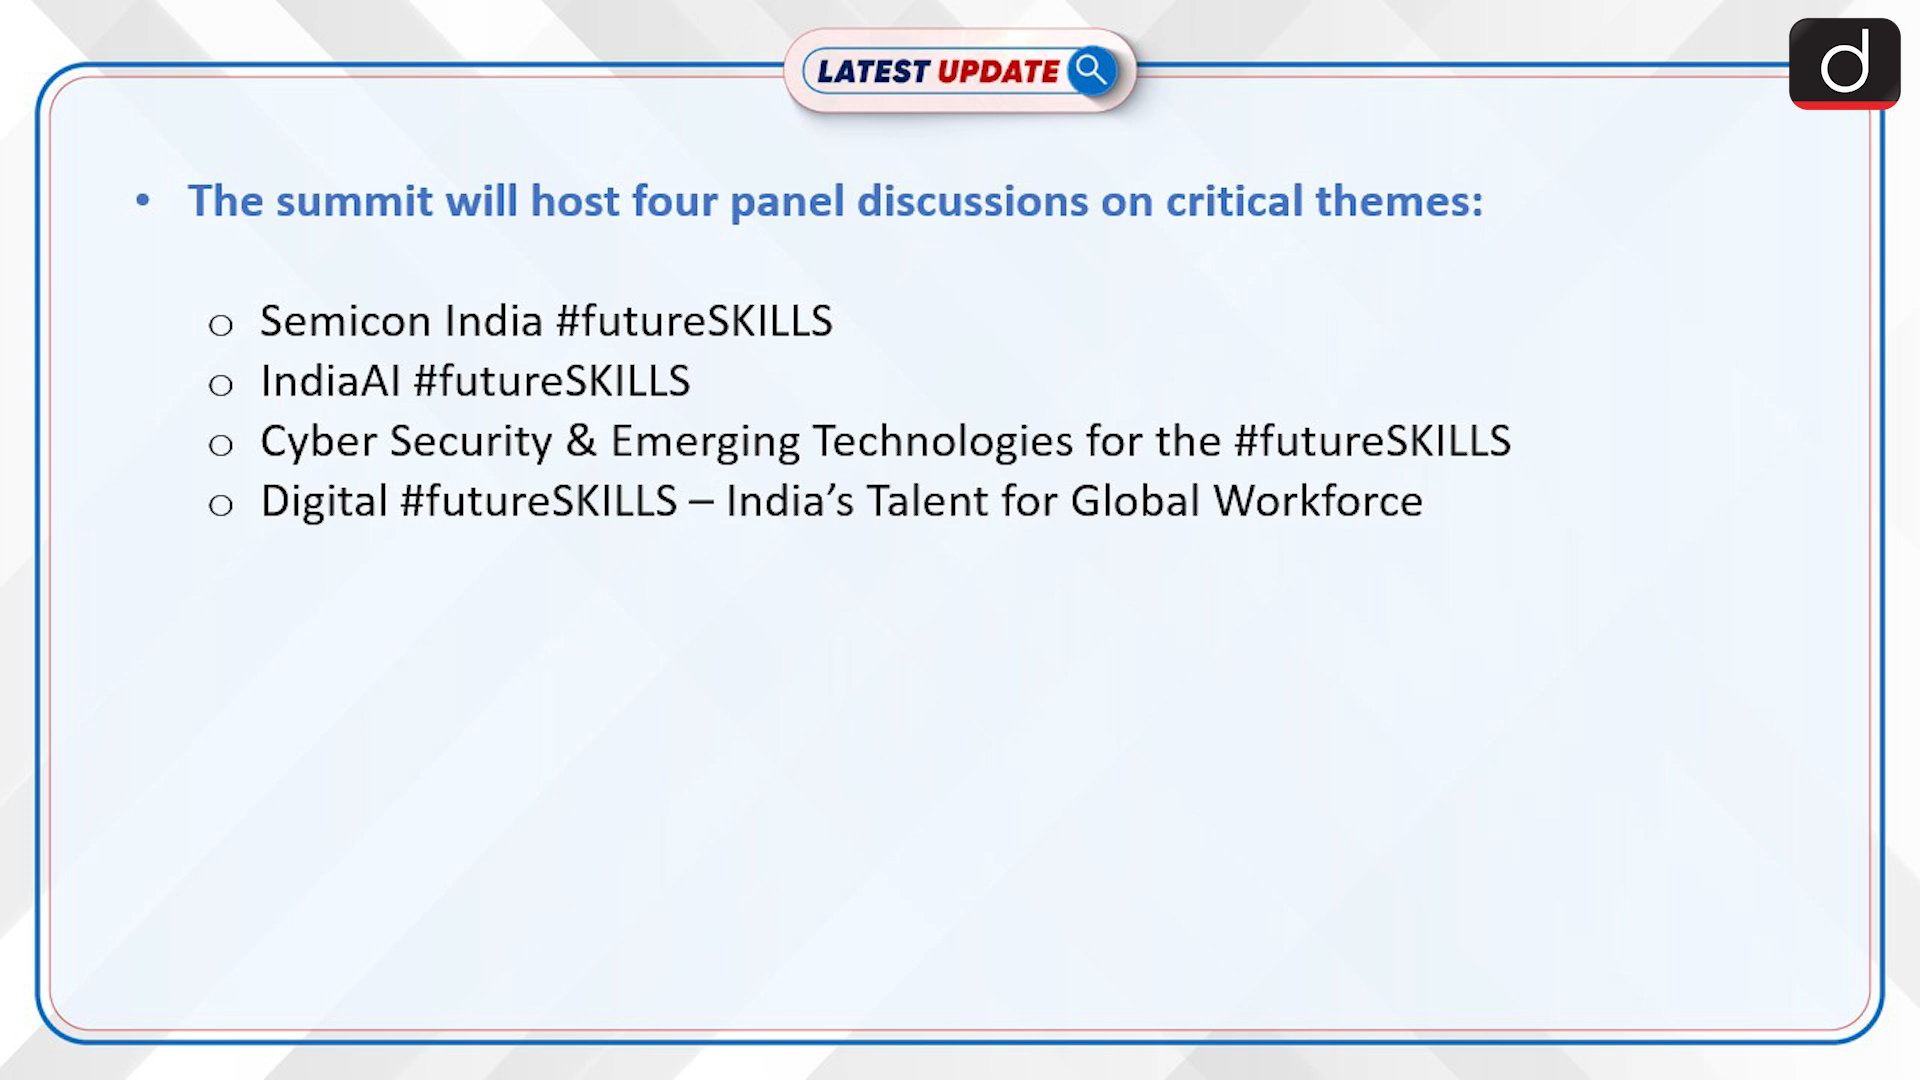 LATEST UPDATE
d
• The summit will host four panel discussions on critical themes:
o Semicon India #futureSKILLS
o IndiaAI #futureSKILLS
o Cyber Security & Emerging Technologies for the #futureSKILLS
o Digital #futureSKILLS – India’s Talent for Global Workforce